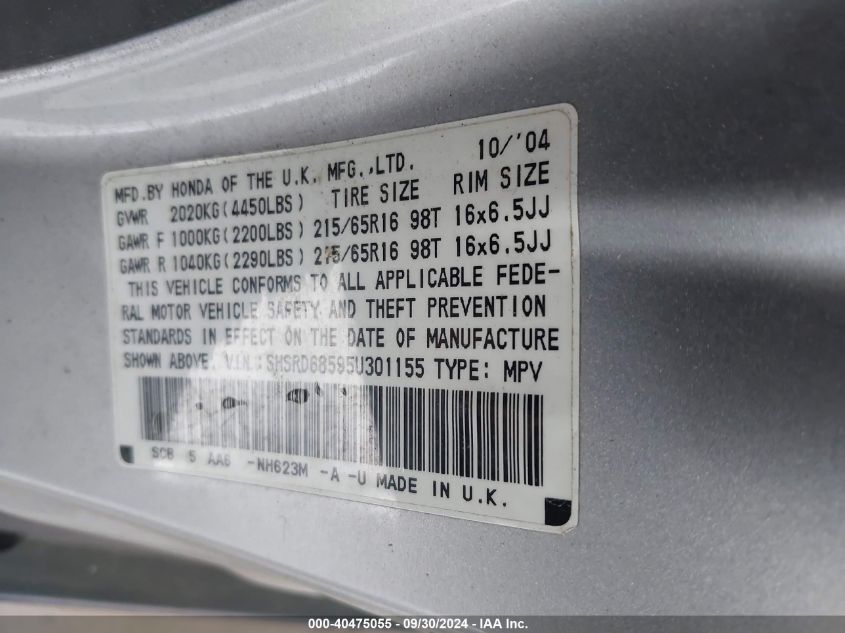 10/'04
MFD.BY HONDA OF THE U.K. MFG.,LTD.
GVWR 2020KG(4450LBS) TIRE SIZE RIM SIZE
GAWR F 1000KG(2200LBS) 215/65R16 98T 16x6.5JJ
GAWR R 1040KG(2290LBS) 215/65R16 98T 16x6.5JJ
THIS VEHICLE CONFORMS TO ALL APPLICABLE FEDE-
RAL MOTOR VEHICLE SAFETY AND THEFT PREVENTION
STANDARDS IN EFFECT ON THE DATE OF MANUFACTURE
SHOWN ABOVE. V.I.N.:SHSRD68595U301155 TYPE: MPV
SCB 5 AA6 -NH623M -A -U MADE IN U.K.
000-40475055 - 09/30/2024 - IAA Inc.